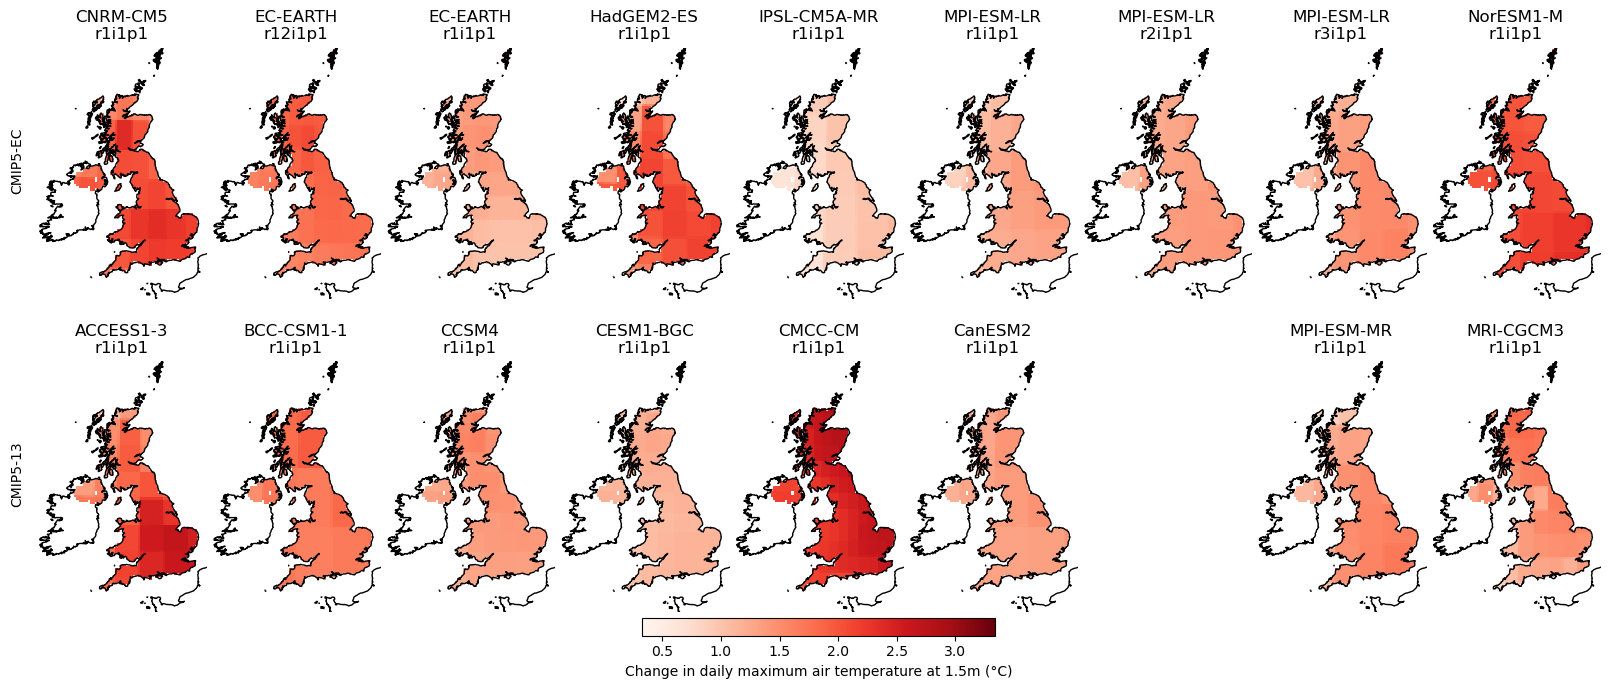 CNRM-CM5
r1i1p1
EC-EARTH
r12i1p1
EC-EARTH
r1i1p1
HadGEM2-ES
r1i1p1
IPSL-CM5A-MR
r1i1p1
MPI-ESM-LR
r1i1p1
MPI-ESM-LR
r2i1p1
MPI-ESM-LR
r3i1p1
NorESM1-M
r1i1p1
CMIP5-EC
ACCESS1-3
r1i1p1
BCC-CSM1-1
r1i1p1
CCSM4
r1i1p1
CESM1-BGC
r1i1p1
CMCC-CM
r1i1p1
CanESM2
r1i1p1
MPI-ESM-MR
r1i1p1
MRI-CGCM3
r1i1p1
CMIP5-13
0.5 1.0 1.5 2.0 2.5 3.0
Change in daily maximum air temperature at 1.5m (°C)